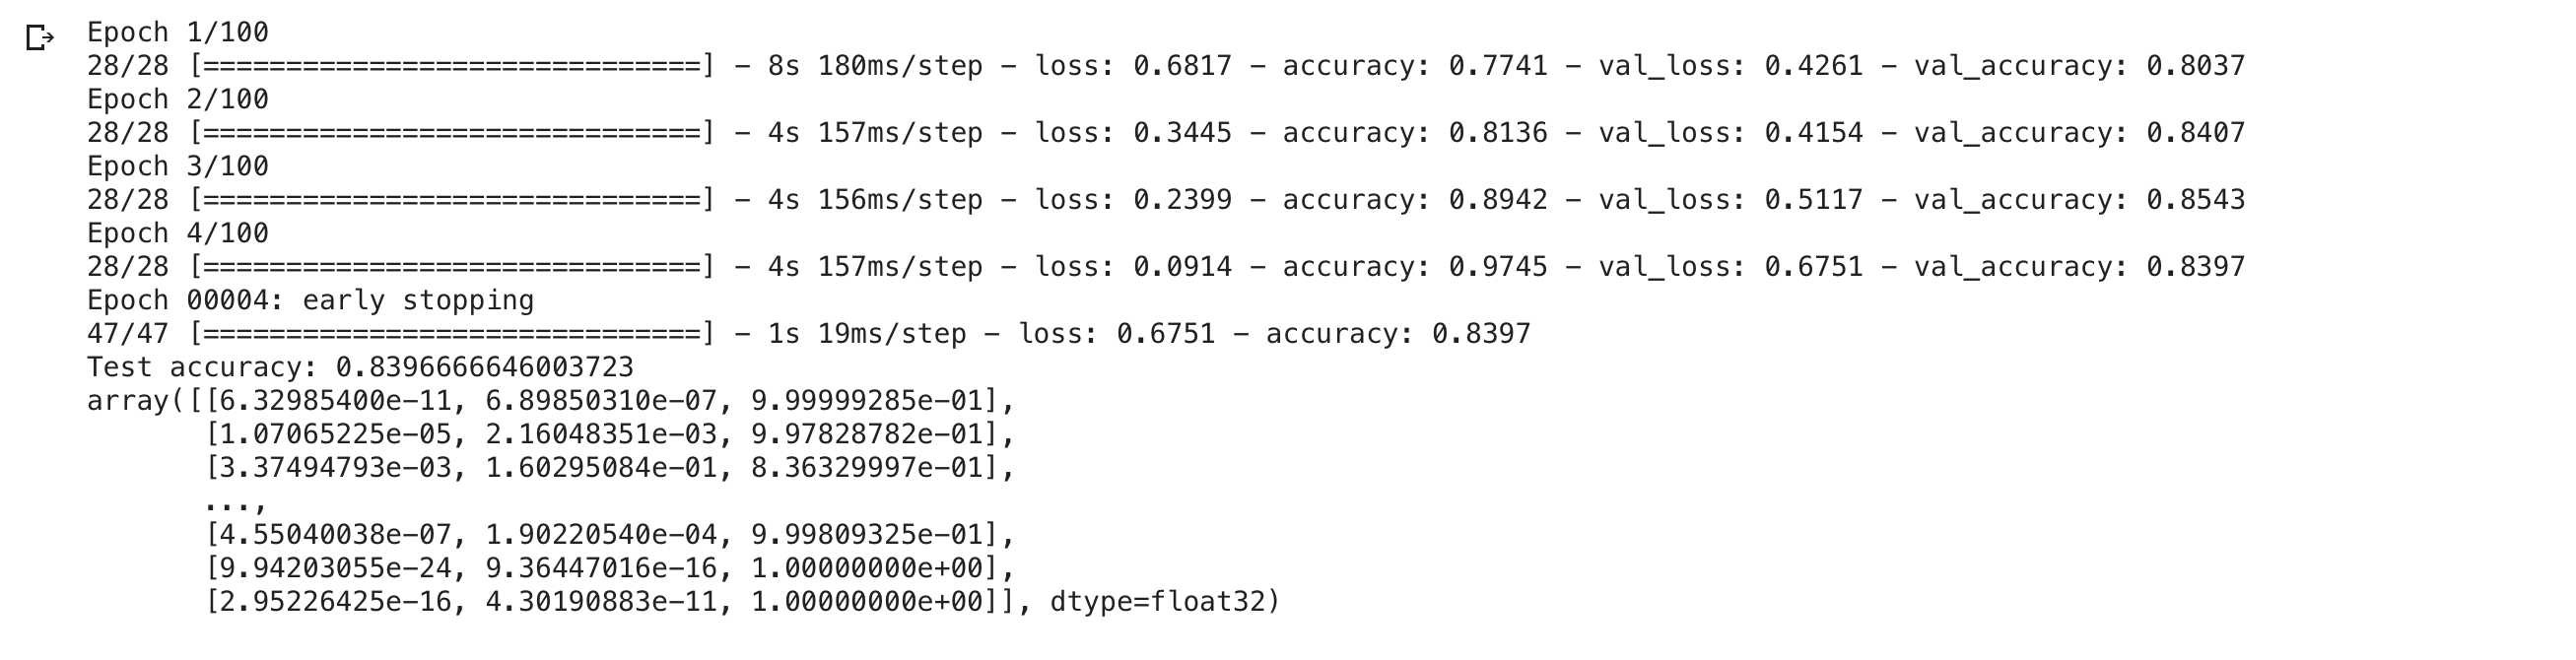 Epoch 1/100
28/28 [==============================] - 8s 180ms/step - loss: 0.6817 - accuracy: 0.7741 - val_loss: 0.4261 - val_accuracy: 0.8037
Epoch 2/100
28/28 [==============================] - 4s 157ms/step - loss: 0.3445 - accuracy: 0.8136 - val_loss: 0.4154 - val_accuracy: 0.8407
Epoch 3/100
28/28 [==============================] - 4s 156ms/step - loss: 0.2399 - accuracy: 0.8942 - val_loss: 0.5117 - val_accuracy: 0.8543
Epoch 4/100
28/28 [==============================] - 4s 157ms/step - loss: 0.0914 - accuracy: 0.9745 - val_loss: 0.6751 - val_accuracy: 0.8397
Epoch 00004: early stopping
47/47 [==============================] - 1s 19ms/step - loss: 0.6751 - accuracy: 0.8397
Test accuracy: 0.8396666646003723
array([[6.32985400e-11, 6.89850310e-07, 9.99999285e-01],
       [1.07065225e-05, 2.16048351e-03, 9.97828782e-01],
       [3.37494793e-03, 1.60295084e-01, 8.36329997e-01],
       ...,
       [4.55040038e-07, 1.90220540e-04, 9.99809325e-01],
       [9.94203055e-24, 9.36447016e-16, 1.00000000e+00],
       [2.95226425e-16, 4.30190883e-11, 1.00000000e+00]], dtype=float32)